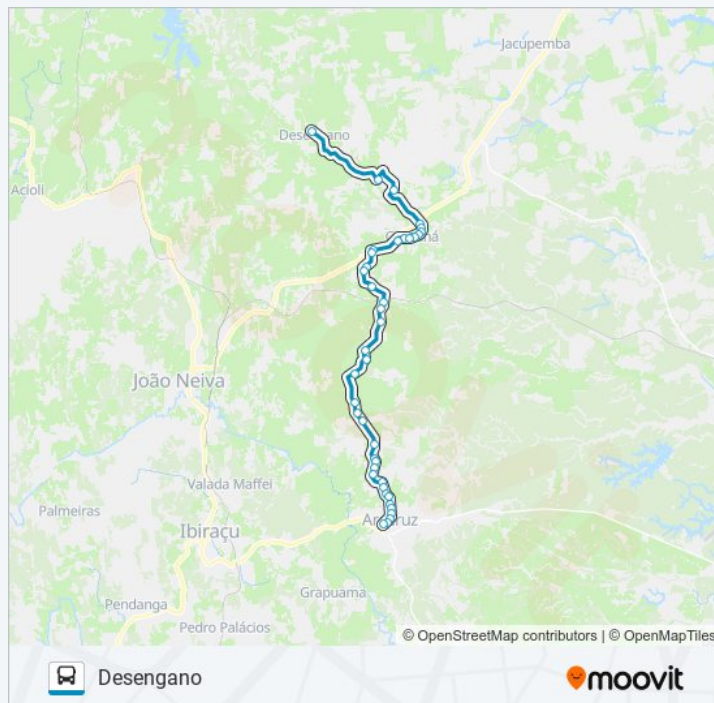 Jacupemba
Desengano
Acioli
João Neiva
Valada Maffei
Palmeiras
Ibiraçu
Grapuama
Pendanga
Pedro Palácios
© OpenStreetMap contributors | © OpenMapTiles
Desengano
moovit